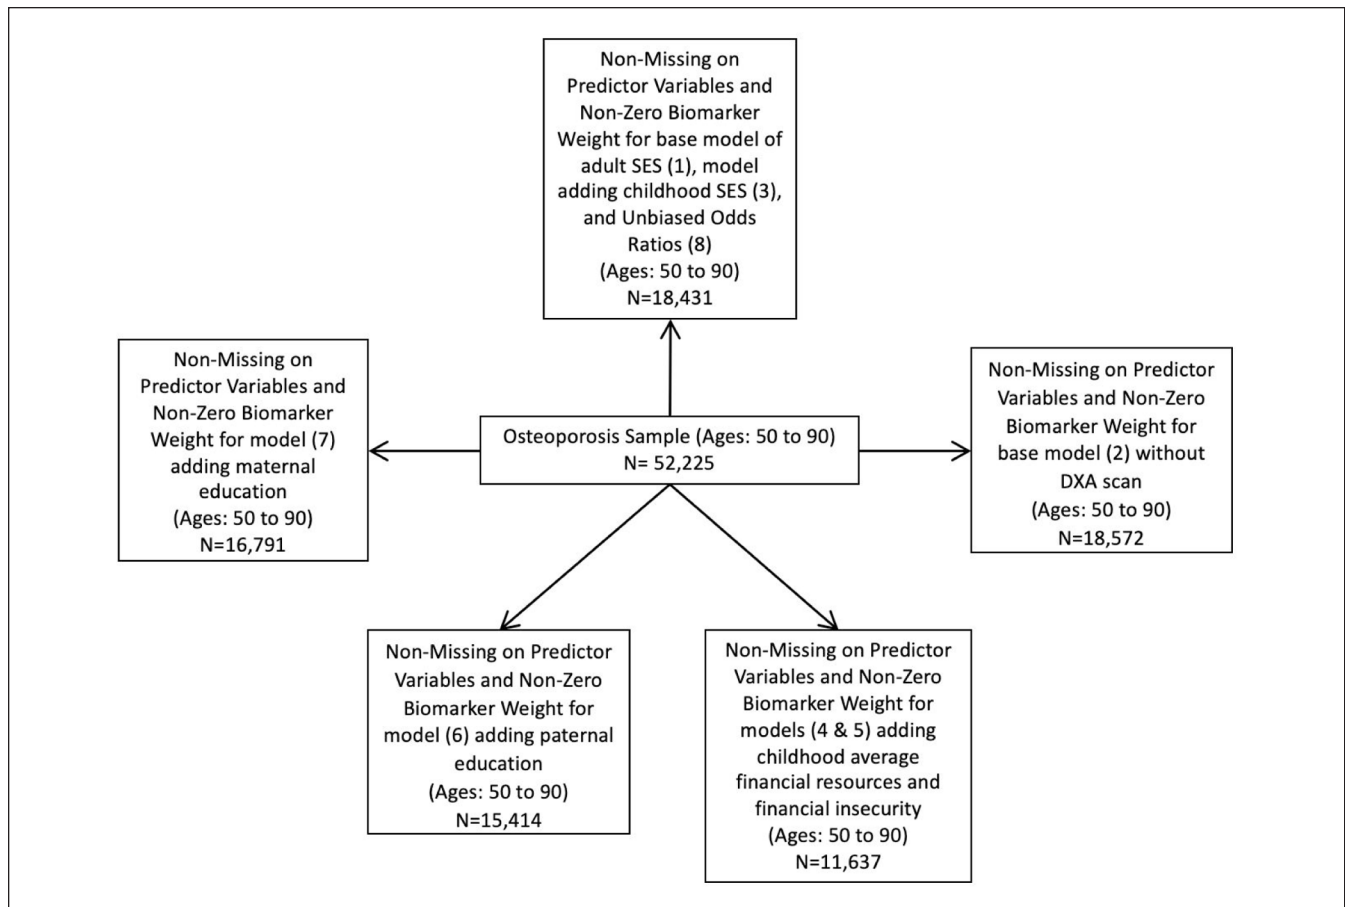 Non-Missing on
Predictor Variables and
Non-Zero Biomarker
Weight for base model of
adult SES (1), model
adding childhood SES (3),
and Unbiased Odds
Ratios (8)
(Ages: 50 to 90)
N=18,431
Non-Missing on
Predictor Variables and
Non-Zero Biomarker
Weight for model (7)
adding maternal
education
(Ages: 50 to 90)
N=16,791
Osteoporosis Sample (Ages: 50 to 90)
N= 52,225
Non-Missing on Predictor
Variables and Non-Zero
Biomarker Weight for
base model (2) without
DXA scan
(Ages: 50 to 90)
N=18,572
Non-Missing on Predictor
Variables and Non-Zero
Biomarker Weight for
model (6) adding paternal
education
(Ages: 50 to 90)
N=15,414
Non-Missing on Predictor
Variables and Non-Zero
Biomarker Weight for
models (4 & 5) adding
childhood average
financial resources and
financial insecurity
(Ages: 50 to 90)
N=11,637